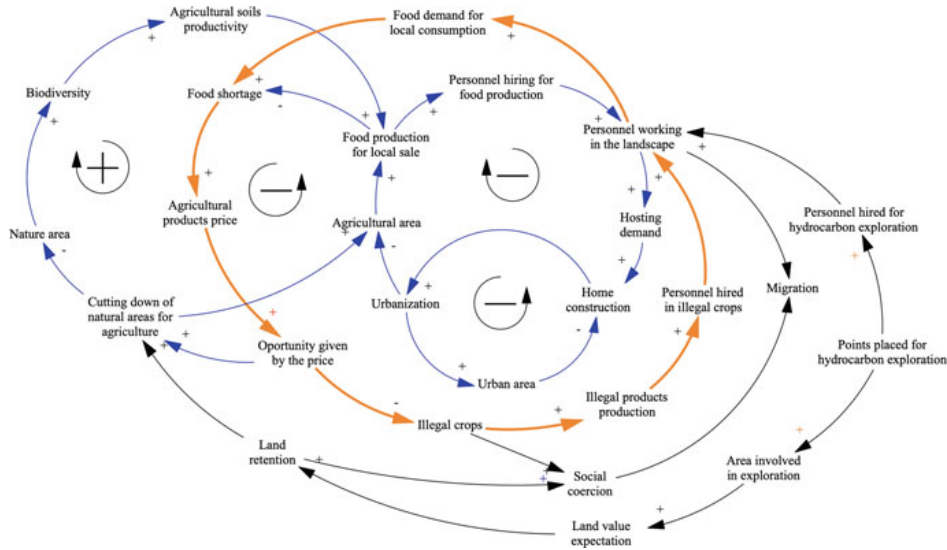 Agricultural soils
productivity
Food demand for
local consumption
Biodiversity
Food shortage
Personnel hiring for
food production
Food production
for local sale
Personnel working
in the landscape
Agricultural
products price
Agricultural area
Hosting
demand
Personnel hired for
hydrocarbon exploration
Nature area
Cutting down of
natural areas for
agriculture
Urbanization
Home
construction
Personnel hired
in illegal crops
Migration
Oportunity given
by the price
Points placed for
hydrocarbon exploration
Urban area
Illegal products
production
Illegal crops
Land
retention
Social
coercion
Area involved
in exploration
Land value
expectation